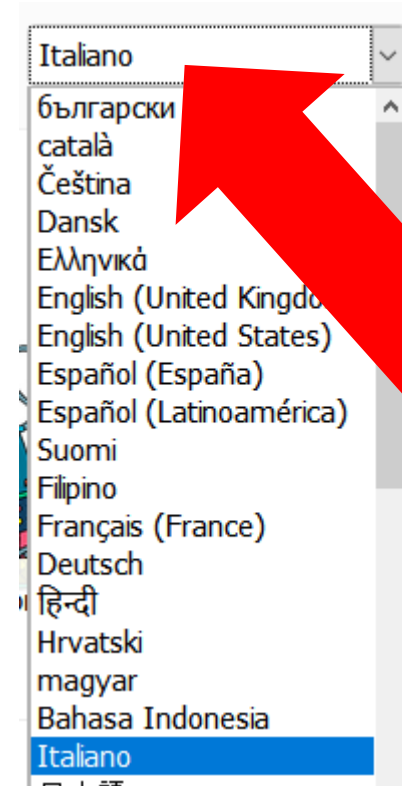 Italiano
български
català
Čeština
Dansk
Ελληνικά
English (United Kingdo
English (United States)
Español (España)
Español (Latinoamérica)
Suomi
Filipino
Français (France)
Deutsch
हिन्दी
Hrvatski
magyar
Bahasa Indonesia
Italiano